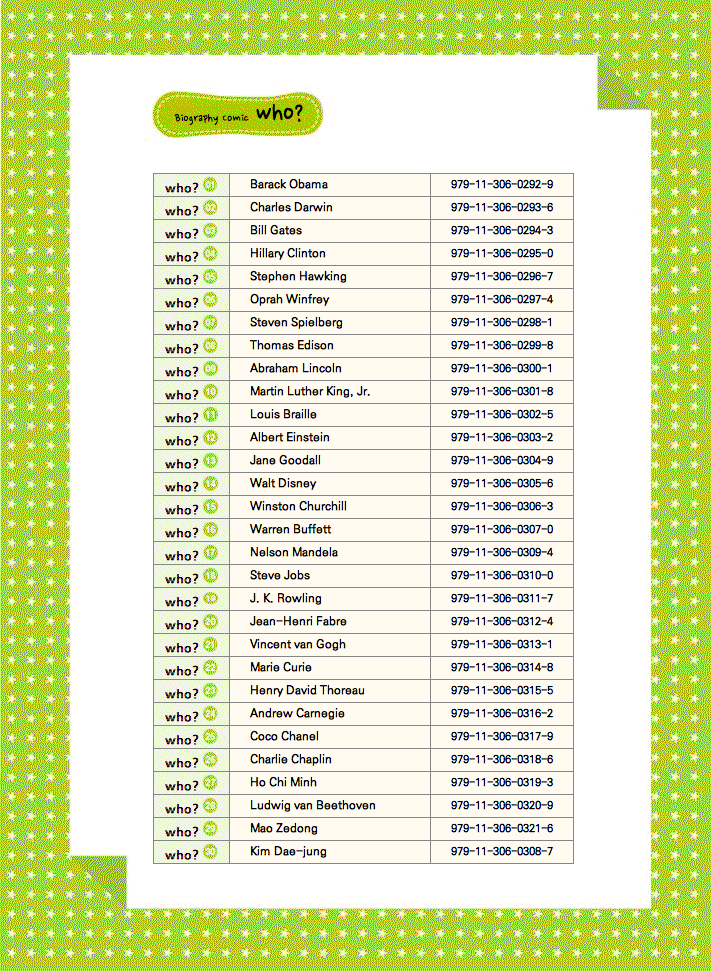 Biography comic who?
who? 01 Barack Obama 979-11-306-0292-9
who? 02 Charles Darwin 979-11-306-0293-6
who? 03 Bill Gates 979-11-306-0294-3
who? 04 Hillary Clinton 979-11-306-0295-0
who? 05 Stephen Hawking 979-11-306-0296-7
who? 06 Oprah Winfrey 979-11-306-0297-4
who? 07 Steven Spielberg 979-11-306-0298-1
who? 08 Thomas Edison 979-11-306-0299-8
who? 09 Abraham Lincoln 979-11-306-0300-1
who? 10 Martin Luther King, Jr. 979-11-306-0301-8
who? 11 Louis Braille 979-11-306-0302-5
who? 12 Albert Einstein 979-11-306-0303-2
who? 13 Jane Goodall 979-11-306-0304-9
who? 14 Walt Disney 979-11-306-0305-6
who? 15 Winston Churchill 979-11-306-0306-3
who? 16 Warren Buffett 979-11-306-0307-0
who? 17 Nelson Mandela 979-11-306-0309-4
who? 18 Steve Jobs 979-11-306-0310-0
who? 19 J. K. Rowling 979-11-306-0311-7
who? 20 Jean-Henri Fabre 979-11-306-0312-4
who? 21 Vincent van Gogh 979-11-306-0313-1
who? 22 Marie Curie 979-11-306-0314-8
who? 23 Henry David Thoreau 979-11-306-0315-5
who? 24 Andrew Carnegie 979-11-306-0316-2
who? 25 Coco Chanel 979-11-306-0317-9
who? 26 Charlie Chaplin 979-11-306-0318-6
who? 27 Ho Chi Minh 979-11-306-0319-3
who? 28 Ludwig van Beethoven 979-11-306-0320-9
who? 29 Mao Zedong 979-11-306-0321-6
who? 30 Kim Dae-jung 979-11-306-0308-7